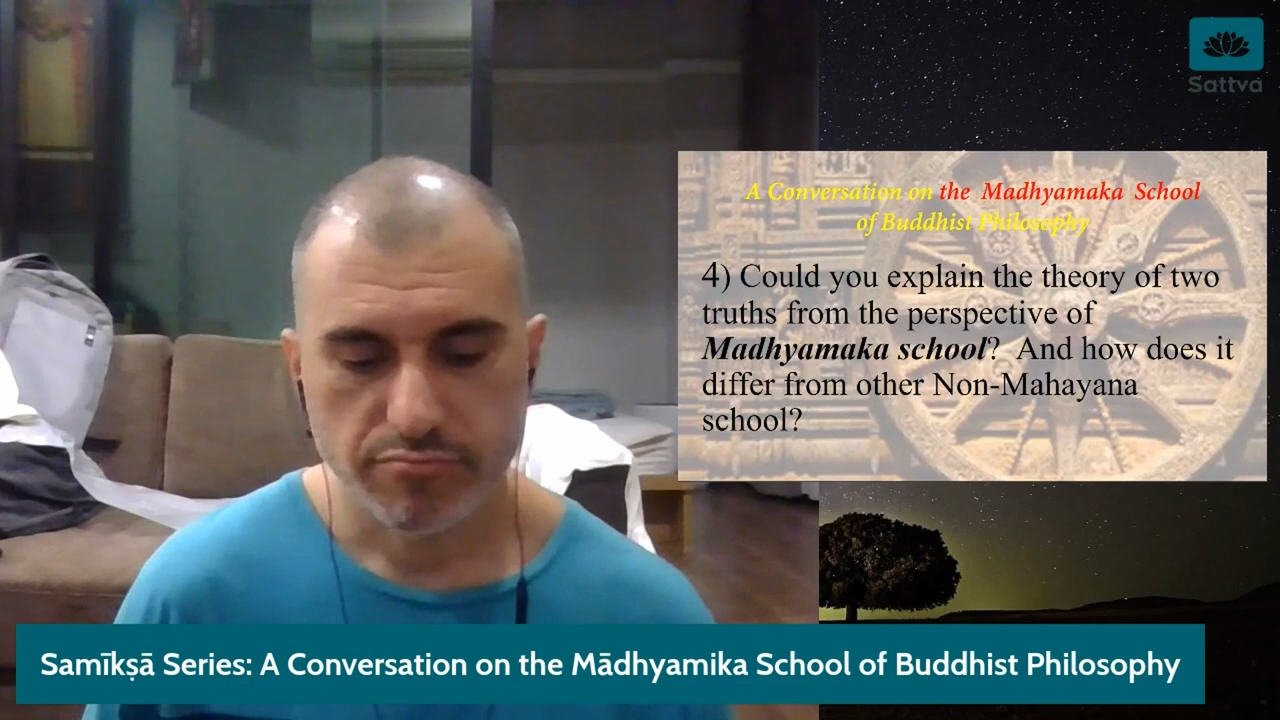 Sattva
A Conversation on the Madhyamaka School
of Buddhist Philosophy
4) Could you explain the theory of two
truths from the perspective of
Madhyamaka school? And how does it
differ from other Non-Mahayana
school?
Samīkṣā Series: A Conversation on the Mādhyamika School of Buddhist Philosophy